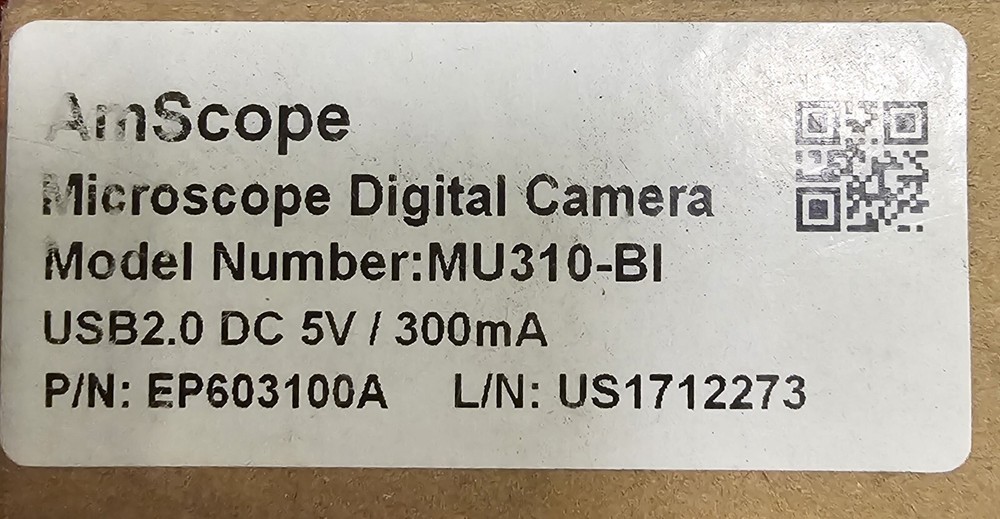 AmScope
Microscope Digital Camera
Model Number:MU310-BI
USB2.0 DC 5V / 300mA
P/N: EP603100A L/N: US1712273